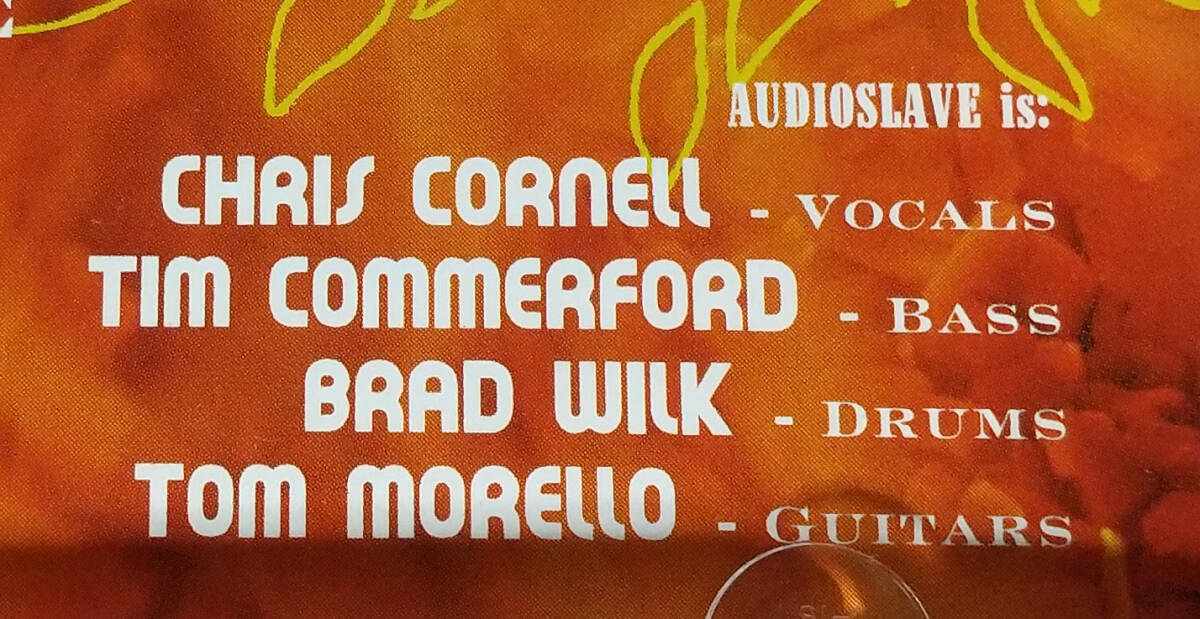 AUDIOSLAVE is:
CHRIS CORNELL - VOCALS
TIM COMMERFORD - BASS
BRAD WILK - DRUMS
TOM MORELLO - GUITARS